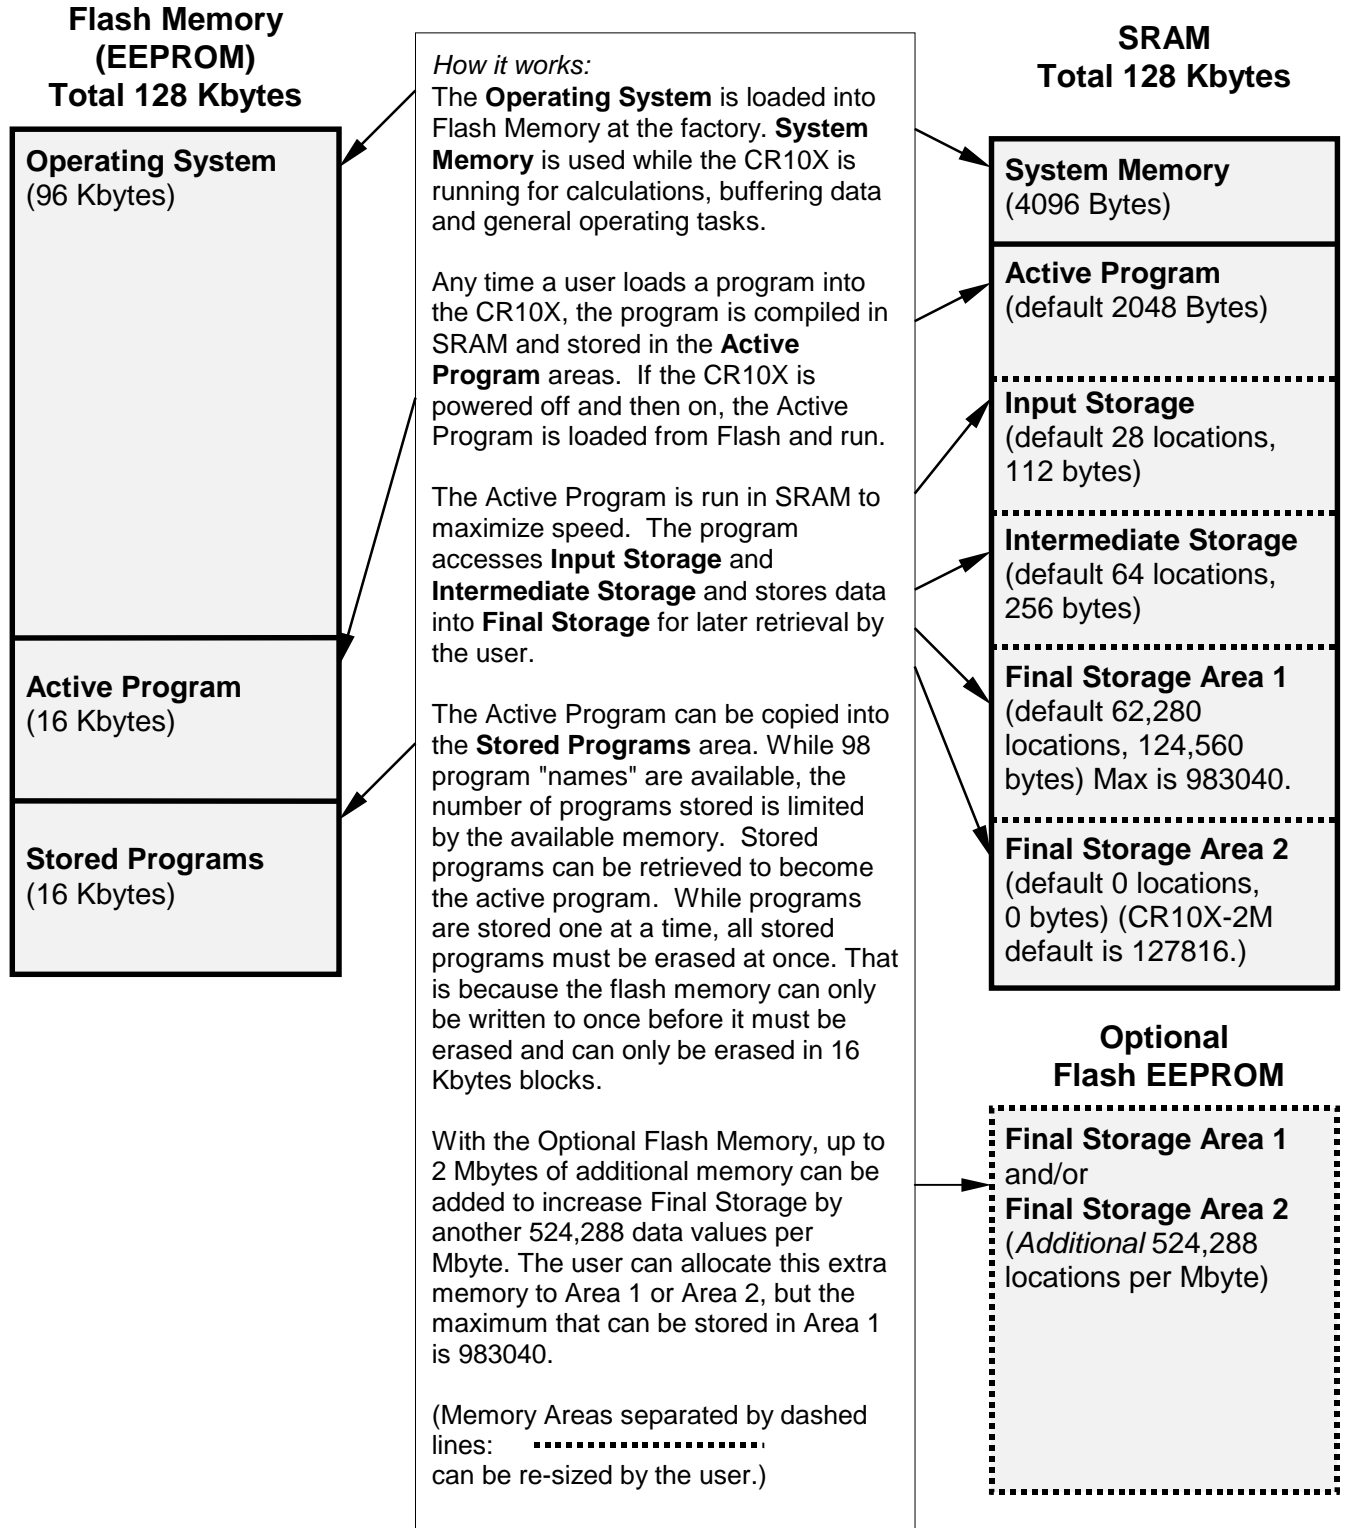 Flash Memory
(EEPROM)
Total 128 Kbytes
Operating System
(96 Kbytes)
Active Program
(16 Kbytes)
Stored Programs
(16 Kbytes)
How it works:
The Operating System is loaded into
Flash Memory at the factory. System
Memory is used while the CR10X is
running for calculations, buffering data
and general operating tasks.
Any time a user loads a program into
the CR10X, the program is compiled in
SRAM and stored in the Active
Program areas.  If the CR10X is
powered off and then on, the Active
Program is loaded from Flash and run.
The Active Program is run in SRAM to
maximize speed.  The program
accesses Input Storage and
Intermediate Storage and stores data
into Final Storage for later retrieval by
the user.
The Active Program can be copied into
the Stored Programs area. While 98
program "names" are available, the
number of programs stored is limited
by the available memory.  Stored
programs can be retrieved to become
the active program.  While programs
are stored one at a time, all stored
programs must be erased at once. That
is because the flash memory can only
be written to once before it must be
erased and can only be erased in 16
Kbytes blocks.
With the Optional Flash Memory, up to
2 Mbytes of additional memory can be
added to increase Final Storage by
another 524,288 data values per
Mbyte. The user can allocate this extra
memory to Area 1 or Area 2, but the
maximum that can be stored in Area 1
is 983040.
(Memory Areas separated by dashed
lines:
can be re-sized by the user.)
SRAM
Total 128 Kbytes
System Memory
(4096 Bytes)
Active Program
(default 2048 Bytes)
Input Storage
(default 28 locations,
112 bytes)
Intermediate Storage
(default 64 locations,
256 bytes)
Final Storage Area 1
(default 62,280
locations, 124,560
bytes) Max is 983040.
Final Storage Area 2
(default 0 locations,
0 bytes) (CR10X-2M
default is 127816.)
Optional
Flash EEPROM
Final Storage Area 1
and/or
Final Storage Area 2
(Additional 524,288
locations per Mbyte)